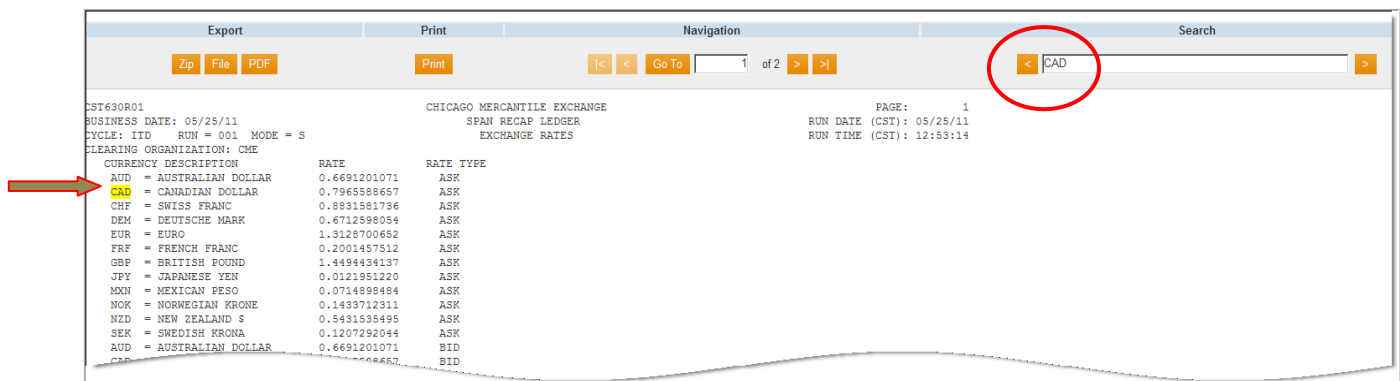 Export Print Navigation Search
Zip File PDF Print |< < Go To 1 of 2 > >| < CAD >
CST630R01 CHICAGO MERCANTILE EXCHANGE PAGE: 1
BUSINESS DATE: 05/25/11 SPAN RECAP LEDGER RUN DATE (CST): 05/25/11
CYCLE: ITD RUN = 001 MODE = S EXCHANGE RATES RUN TIME (CST): 12:53:14
CLEARING ORGANIZATION: CME
CURRENCY DESCRIPTION RATE RATE TYPE
AUD = AUSTRALIAN DOLLAR 0.6691201071 ASK
CAD = CANADIAN DOLLAR 0.7965588657 ASK
CHF = SWISS FRANC 0.8831581736 ASK
DEM = DEUTSCHE MARK 0.6712598054 ASK
EUR = EURO 1.3128700652 ASK
FRF = FRENCH FRANC 0.2001457512 ASK
GBP = BRITISH POUND 1.4494434137 ASK
JPY = JAPANESE YEN 0.0121951220 ASK
MXN = MEXICAN PESO 0.0714898484 ASK
NOK = NORWEGIAN KRONE 0.1433712311 ASK
NZD = NEW ZEALAND $ 0.5431535495 ASK
SEK = SWEDISH KRONA 0.1207292044 ASK
AUD = AUSTRALIAN DOLLAR 0.6691201071 BID
CAD BID